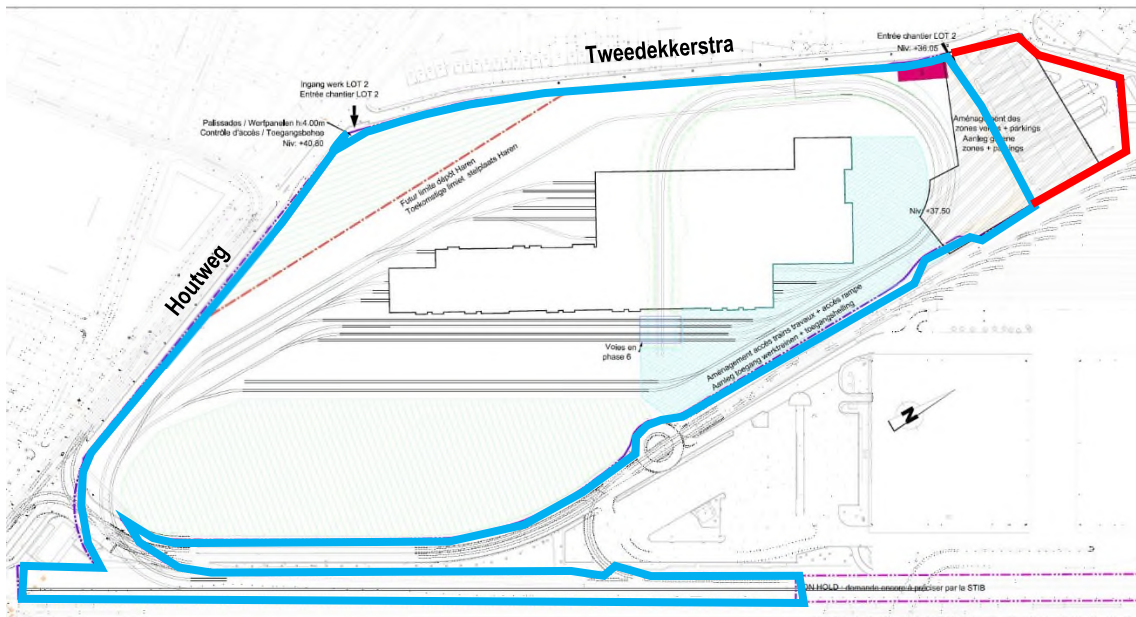 Tweedekkerstra
Entrée chantier LOT 2
Niv: +36.05
Ingang werk LOT 2
Entrée chantier LOT 2
Palissades / Werfpanelen h:4.00m
Contrôle d'accès / Toegangsbehee
Niv: +40.80
Aménagement des
zones vertes + parkings
Aanleg groene
zones + parkings
Futur limite dépôt Haren
Toekomstige limiet stelplaats Haren
Niv: +37.50
Houtweg
Aménagement accès trains travaux + accès rampe
Aanleg toegang werktreinen + toegangshelling
Voies en
phase 6
N
ON HOLD - demande encore à préciser par la STIB